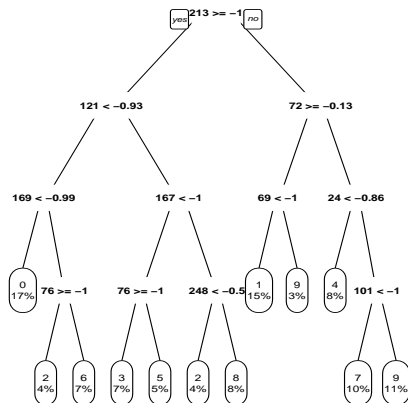 yes 213 >= −1 no
121 < −0.93 72 >= −0.13
169 < −0.99 167 < −1 69 < −1 24 < −0.86
0 76 >= −1 76 >= −1 248 < −0.5 1 9 4 101 < −1
17% 15% 3% 8%
2 6 3 5 2 8 7 9
4% 7% 7% 5% 4% 8% 10% 11%